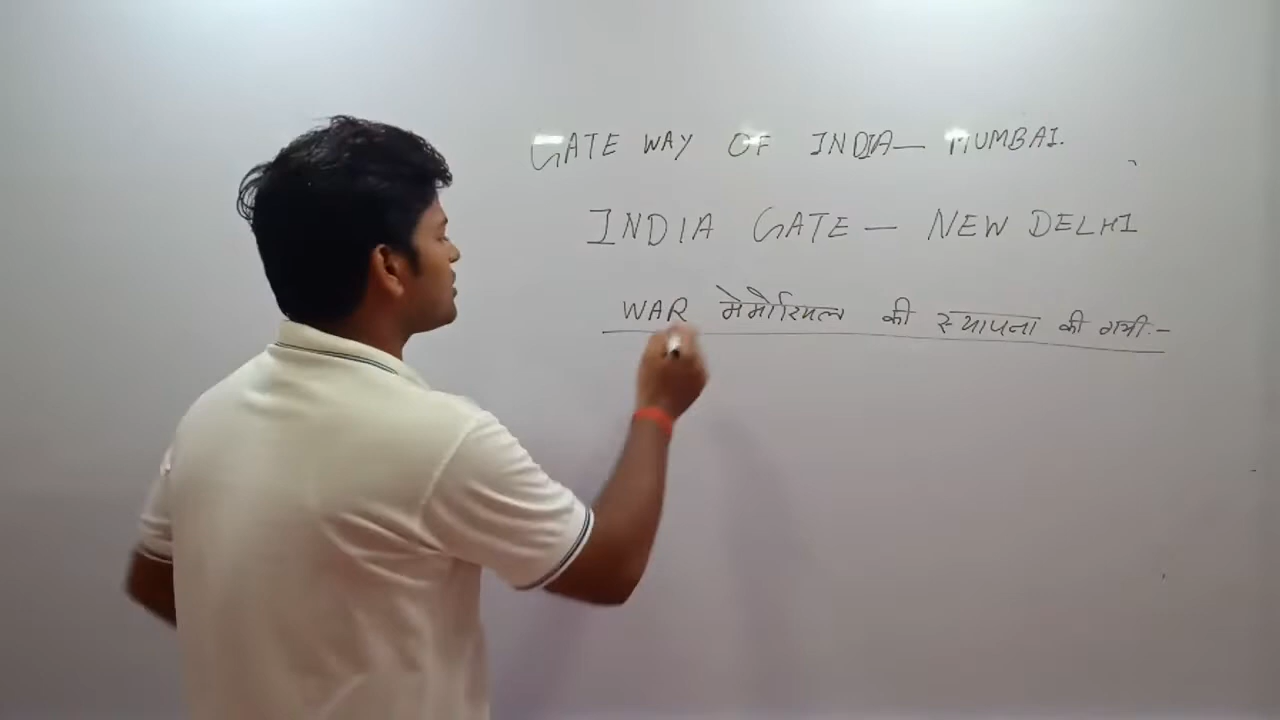 GATE WAY OF INDIA— MUMBAI.
INDIA GATE — NEW DELHI
WAR मेमोरियल की स्थापना की गयी:-